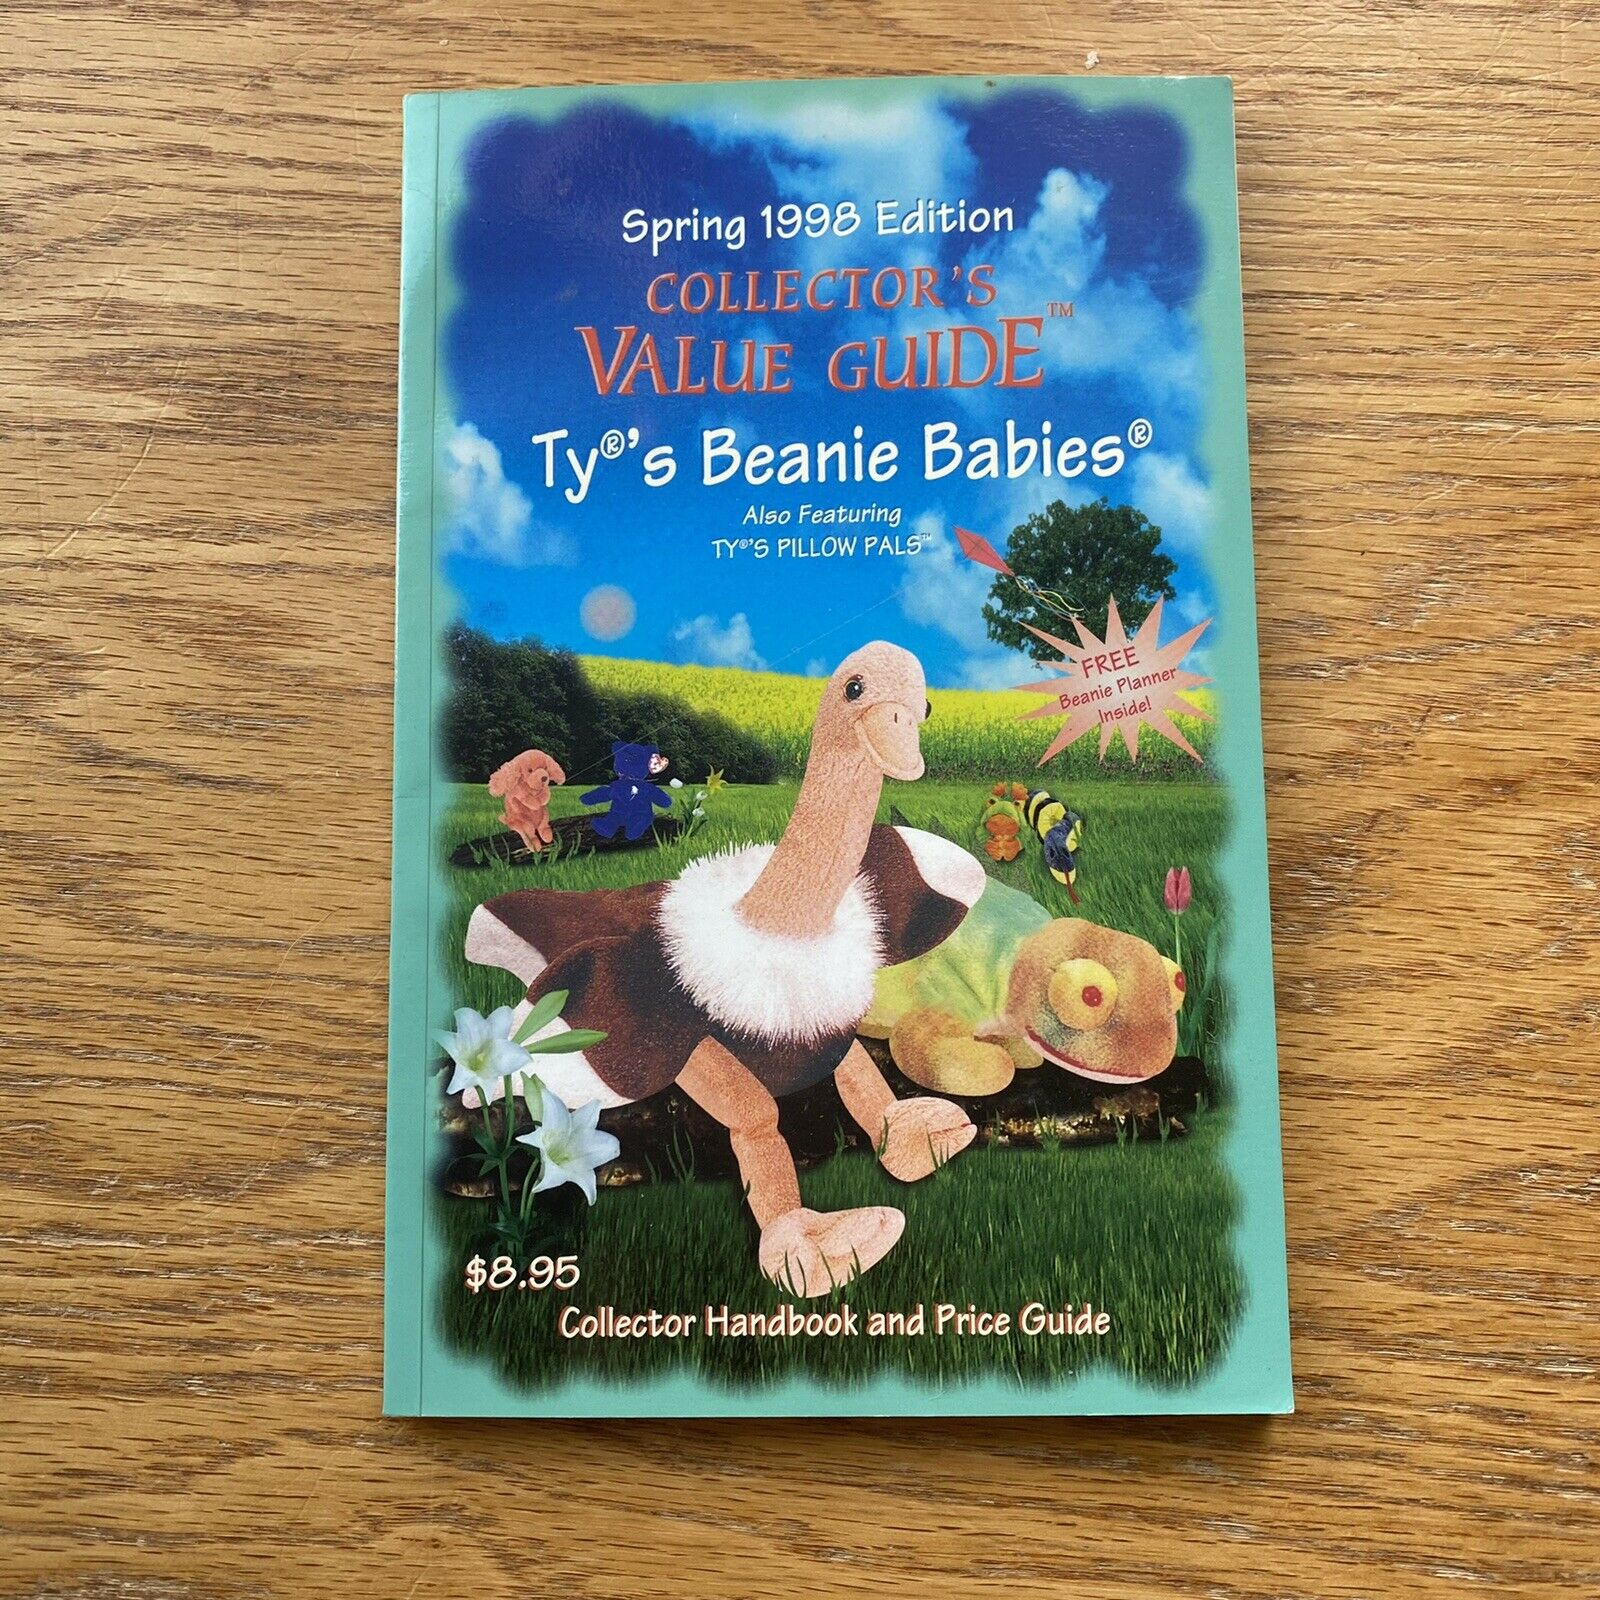 Spring 1998 Edition
COLLECTOR'S
VALUE GUIDE™
Ty®'s Beanie Babies®
Also Featuring
TY®'S PILLOW PALS™
FREE
Beanie Planner
Inside!
$8.95
Collector Handbook and Price Guide